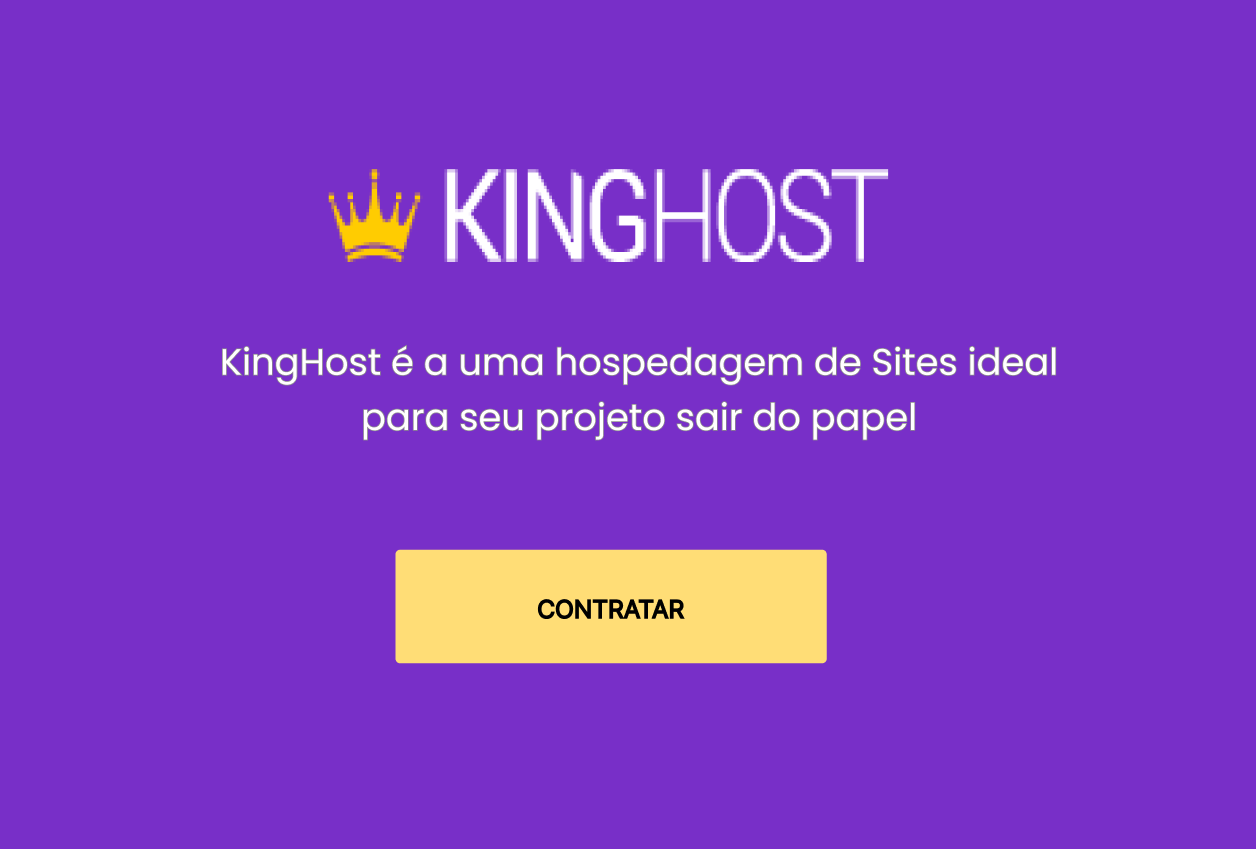 KINGHOST
KingHost é a uma hospedagem de Sites ideal
para seu projeto sair do papel
CONTRATAR